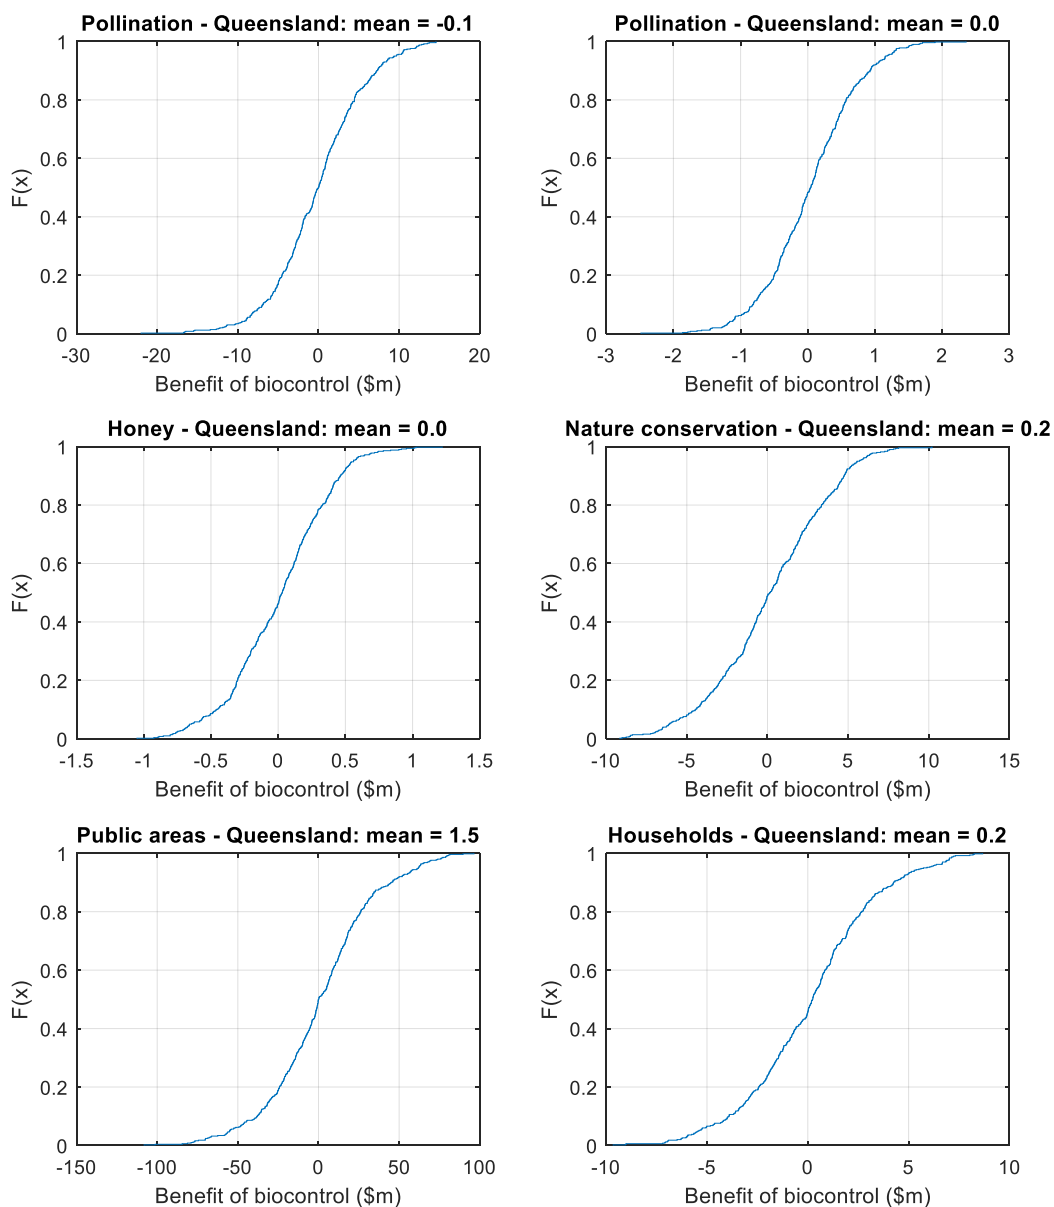 Pollination - Queensland: mean = -0.1
1
0.8
0.6
0.4
0.2
0
F(x)
-30 -20 -10 0 10 20
Benefit of biocontrol ($m)
Pollination - Queensland: mean = 0.0
1
0.8
0.6
0.4
0.2
0
F(x)
-3 -2 -1 0 1 2 3
Benefit of biocontrol ($m)
Honey - Queensland: mean = 0.0
1
0.8
0.6
0.4
0.2
0
F(x)
-1.5 -1 -0.5 0 0.5 1 1.5
Benefit of biocontrol ($m)
Nature conservation - Queensland: mean = 0.2
1
0.8
0.6
0.4
0.2
0
F(x)
-10 -5 0 5 10 15
Benefit of biocontrol ($m)
Public areas - Queensland: mean = 1.5
1
0.8
0.6
0.4
0.2
0
F(x)
-150 -100 -50 0 50 100
Benefit of biocontrol ($m)
Households - Queensland: mean = 0.2
1
0.8
0.6
0.4
0.2
0
F(x)
-10 -5 0 5 10
Benefit of biocontrol ($m)